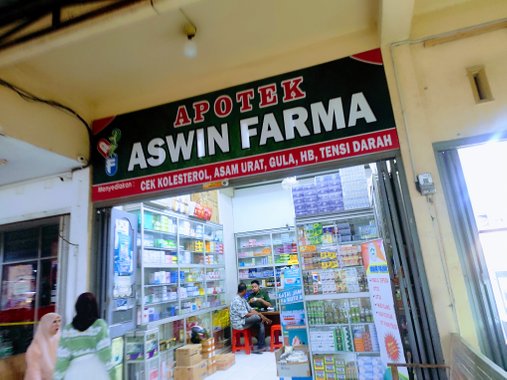 APOTEK
ASWIN FARMA
Menyediakan : CEK KOLESTEROL, ASAM URAT, GULA, HB, TENSI DARAH